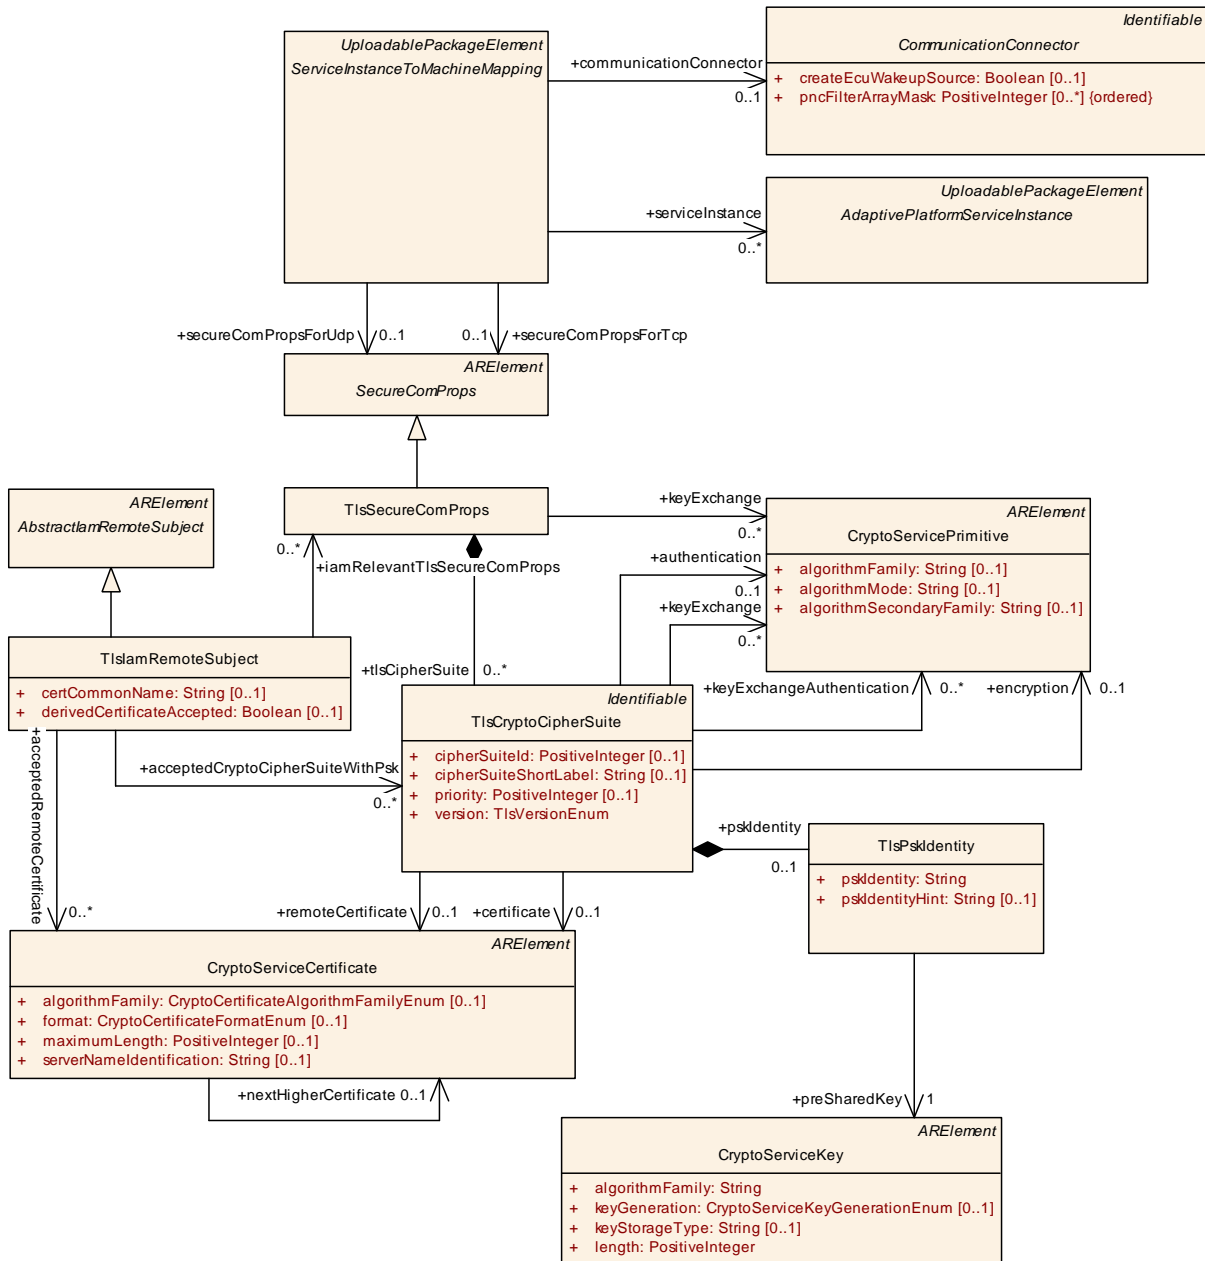 UploadablePackageElement
ServiceInstanceToMachineMapping
+communicationConnector
0..1
Identifiable
CommunicationConnector
+ createEcuWakeupSource: Boolean [0..1]
+ pncFilterArrayMask: PositiveInteger [0..*] {ordered}
+serviceInstance
0..*
UploadablePackageElement
AdaptivePlatformServiceInstance
+secureComPropsForUdp
0..1
0..1
+secureComPropsForTcp
ARElement
SecureComProps
ARElement
AbstractIamRemoteSubject
TlsSecureComProps
0..*
+iamRelevantTlsSecureComProps
+keyExchange
0..*
+authentication
0..1
+keyExchange
0..*
ARElement
CryptoServicePrimitive
+ algorithmFamily: String [0..1]
+ algorithmMode: String [0..1]
+ algorithmSecondaryFamily: String [0..1]
TlsIamRemoteSubject
+ certCommonName: String [0..1]
+ derivedCertificateAccepted: Boolean [0..1]
+tlsCipherSuite
0..*
+keyExchangeAuthentication
0..*
+encryption
0..1
Identifiable
TlsCryptoCipherSuite
+ cipherSuiteId: PositiveInteger [0..1]
+ cipherSuiteShortLabel: String [0..1]
+ priority: PositiveInteger [0..1]
+ version: TlsVersionEnum
+acceptedCryptoCipherSuiteWithPsk
0..*
+acceptedRemoteCertificate
0..*
+pskIdentity
0..1
TlsPskIdentity
+ pskIdentity: String
+ pskIdentityHint: String [0..1]
+remoteCertificate
0..1
+certificate
0..1
ARElement
CryptoServiceCertificate
+ algorithmFamily: CryptoCertificateAlgorithmFamilyEnum [0..1]
+ format: CryptoCertificateFormatEnum [0..1]
+ maximumLength: PositiveInteger [0..1]
+ serverNameIdentification: String [0..1]
+nextHigherCertificate 0..1
+preSharedKey
1
ARElement
CryptoServiceKey
+ algorithmFamily: String
+ keyGeneration: CryptoServiceKeyGenerationEnum [0..1]
+ keyStorageType: String [0..1]
+ length: PositiveInteger